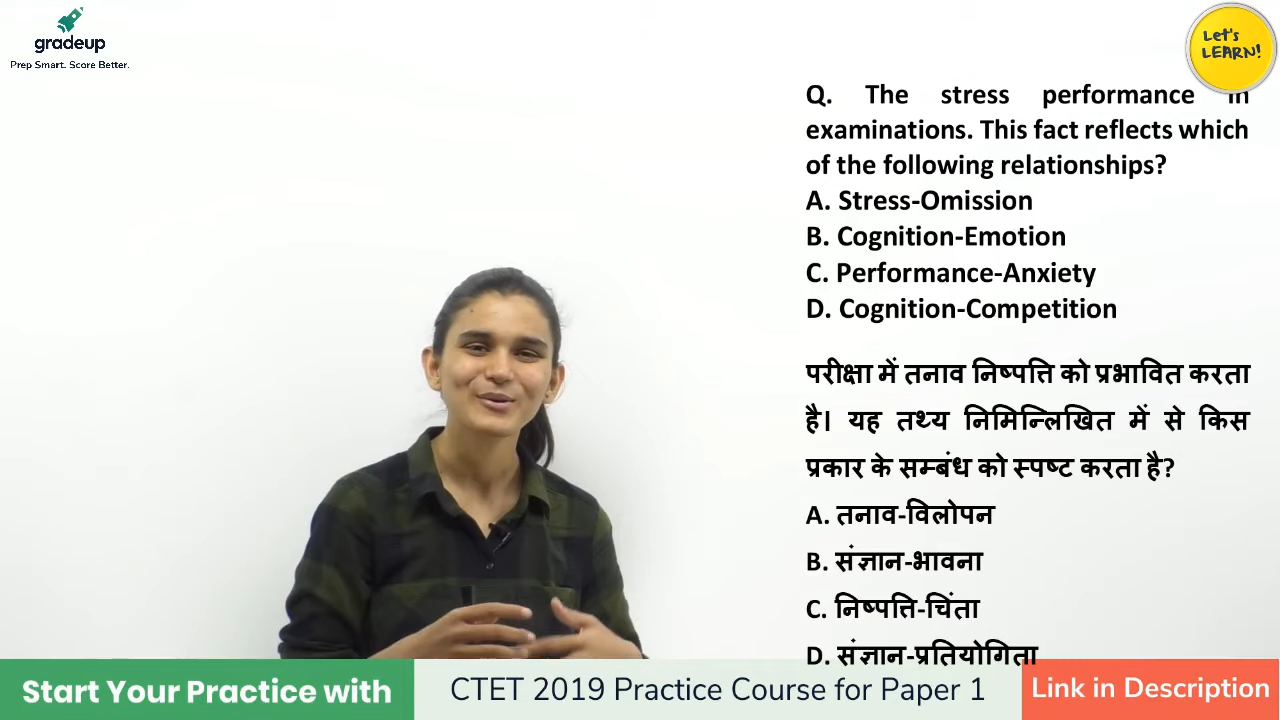 gradeup
Prep Smart. Score Better.
Let's
LEARN!
Q. The stress performance in
examinations. This fact reflects which
of the following relationships?
A. Stress-Omission
B. Cognition-Emotion
C. Performance-Anxiety
D. Cognition-Competition
परीक्षा में तनाव निष्पत्ति को प्रभावित करता
है। यह तथ्य निमिन्लिखित में से किस
प्रकार के सम्बंध को स्पष्ट करता है?
A. तनाव-विलोपन
B. संज्ञान-भावना
C. निष्पत्ति-चिंता
D. संज्ञान-प्रतियोगिता
Start Your Practice with
CTET 2019 Practice Course for Paper 1
Link in Description